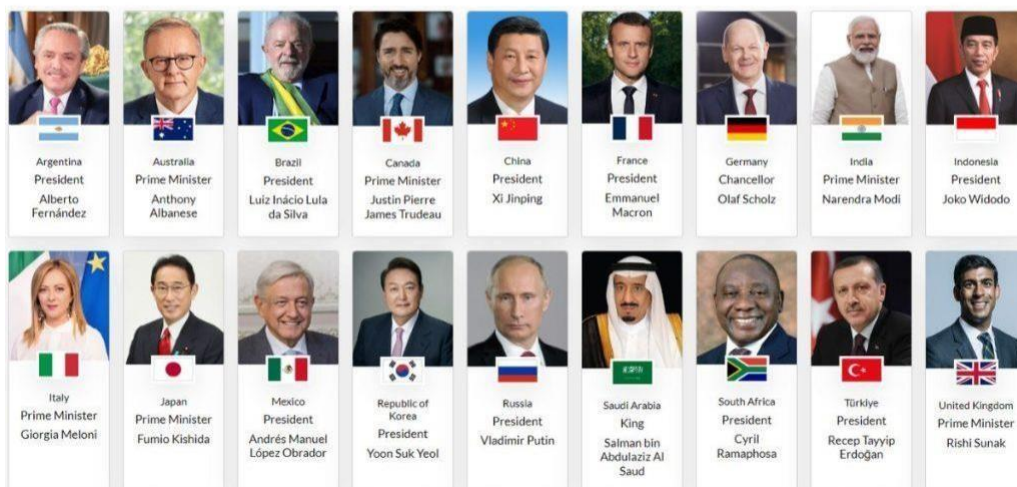 Argentina
President
Alberto
Fernández
Australia
Prime Minister
Anthony
Albanese
Brazil
President
Luiz Inácio Lula
da Silva
Canada
Prime Minister
Justin Pierre
James Trudeau
China
President
Xi Jinping
France
President
Emmanuel
Macron
Germany
Chancellor
Olaf Scholz
India
Prime Minister
Narendra Modi
Indonesia
President
Joko Widodo
Italy
Prime Minister
Giorgia Meloni
Japan
Prime Minister
Fumio Kishida
Mexico
President
Andrés Manuel
López Obrador
Republic of
Korea
President
Yoon Suk Yeol
Russia
President
Vladimir Putin
Saudi Arabia
King
Salman bin
Abdulaziz Al
Saud
South Africa
President
Cyril
Ramaphosa
Türkiye
President
Recep Tayyip
Erdoğan
United Kingdom
Prime Minister
Rishi Sunak